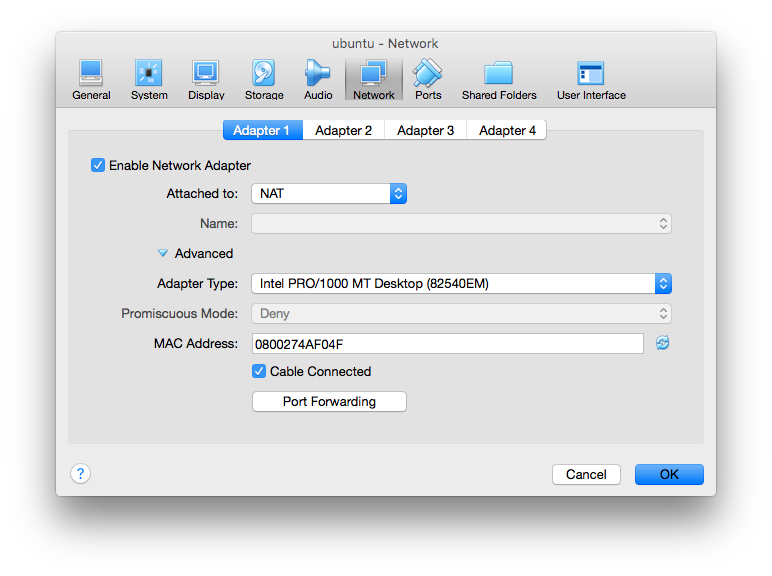 ubuntu - Network
General System Display Storage Audio Network Ports Shared Folders User Interface
Adapter 1 Adapter 2 Adapter 3 Adapter 4
Enable Network Adapter
Attached to: NAT
Name:
Advanced
Adapter Type: Intel PRO/1000 MT Desktop (82540EM)
Promiscuous Mode: Deny
MAC Address: 0800274AF04F
Cable Connected
Port Forwarding
? Cancel OK